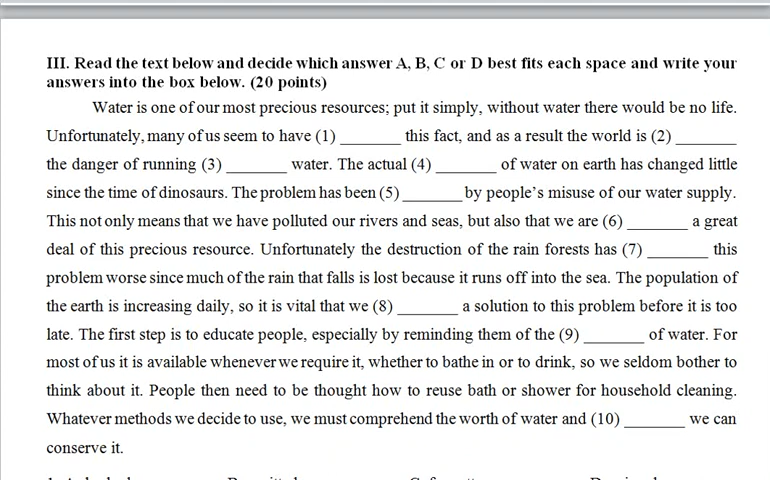 III. Read the text below and decide which answer A, B, C or D best fits each space and write your
answers into the box below. (20 points)
Water is one of our most precious resources; put it simply, without water there would be no life.
Unfortunately, many of us seem to have (1) _______ this fact, and as a result the world is (2) _______
the danger of running (3) _______ water. The actual (4) _______ of water on earth has changed little
since the time of dinosaurs. The problem has been (5) _______ by people's misuse of our water supply.
This not only means that we have polluted our rivers and seas, but also that we are (6) _______ a great
deal of this precious resource. Unfortunately the destruction of the rain forests has (7) _______ this
problem worse since much of the rain that falls is lost because it runs off into the sea. The population of
the earth is increasing daily, so it is vital that we (8) _______ a solution to this problem before it is too
late. The first step is to educate people, especially by reminding them of the (9) _______ of water. For
most of us it is available whenever we require it, whether to bathe in or to drink, so we seldom bother to
think about it. People then need to be thought how to reuse bath or shower for household cleaning.
Whatever methods we decide to use, we must comprehend the worth of water and (10) _______ we can
conserve it.